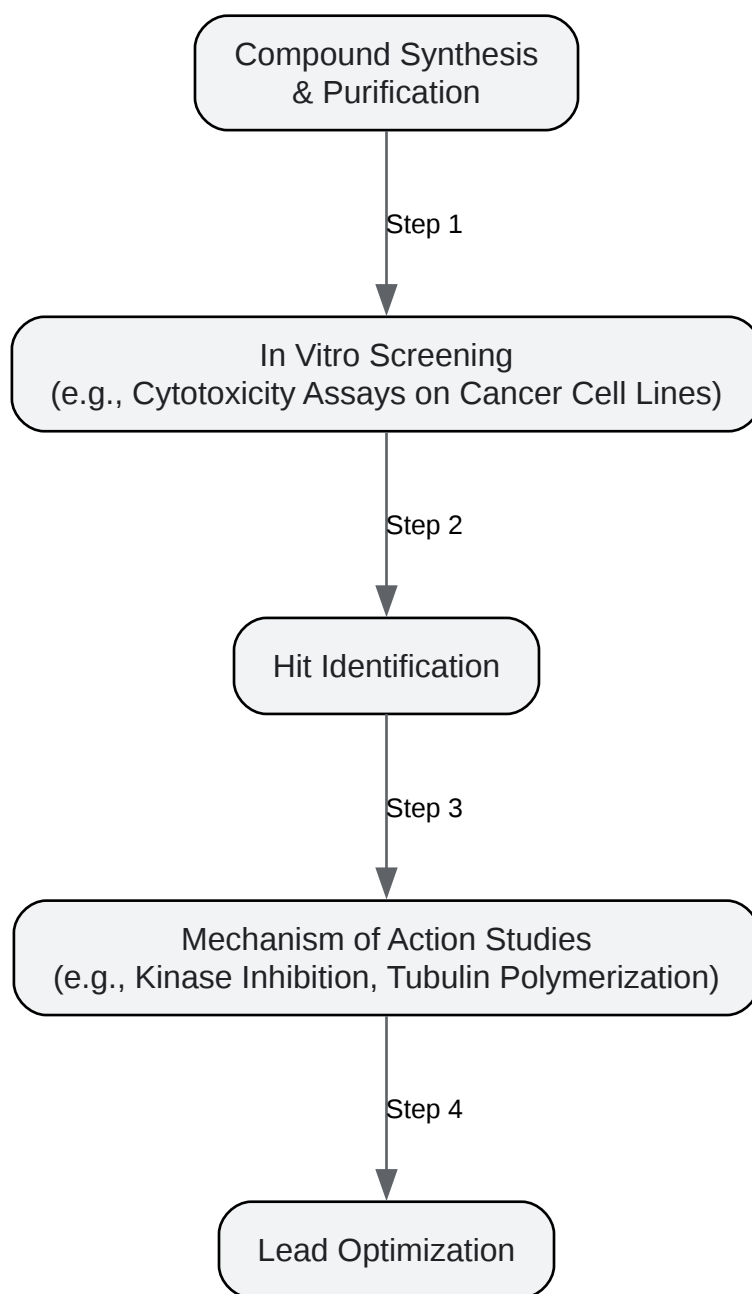 Compound Synthesis
& Purification
Step 1
In Vitro Screening
(e.g., Cytotoxicity Assays on Cancer Cell Lines)
Step 2
Hit Identification
Step 3
Mechanism of Action Studies
(e.g., Kinase Inhibition, Tubulin Polymerization)
Step 4
Lead Optimization